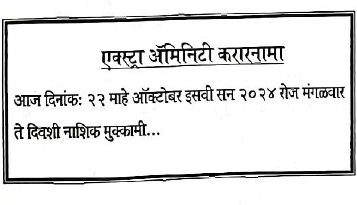 एक्स्ट्रा ॲमिनिटी करारनामा
आज दिनांक: २२ माहे ऑक्टोबर इसवी सन २०२४ रोज मंगळवार
ते दिवशी नाशिक मुक्कामी...